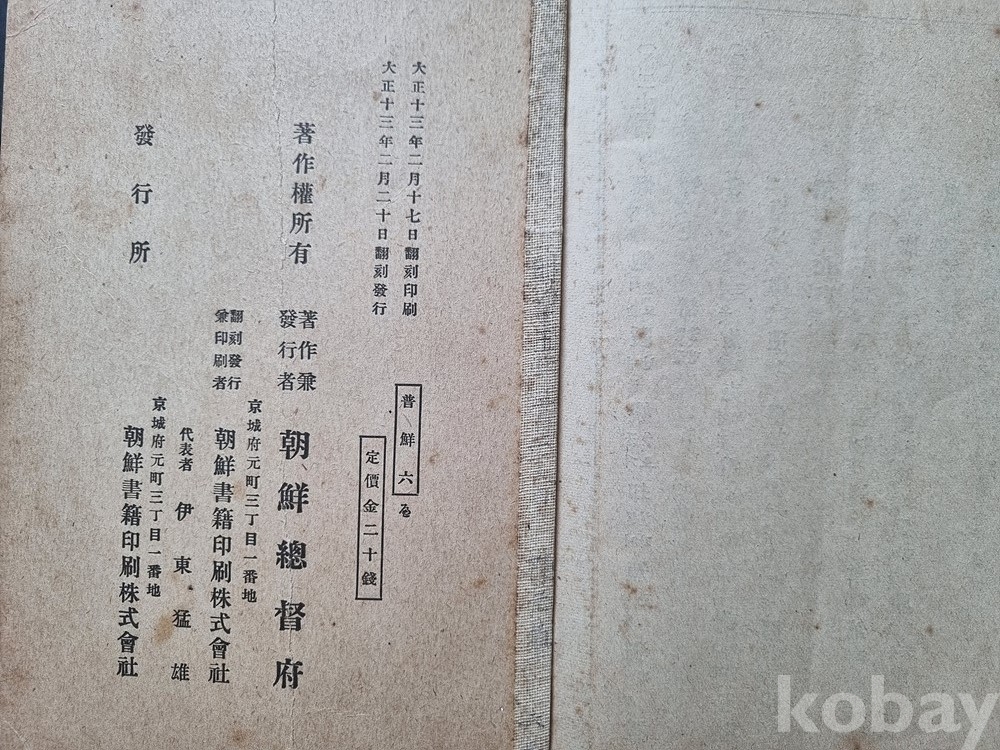 大正十三年二月十七日翻刻印刷
大正十三年二月二十日翻刻發行
普鮮六
定價金二十錢
著作權所有
著作兼
發行者
朝鮮總督府
京城府元町三丁目一番地
翻刻發行
兼印刷者
朝鮮書籍印刷株式會社
代表者 伊東猛雄
京城府元町三丁目一番地
發行所
朝鮮書籍印刷株式會社
kobay